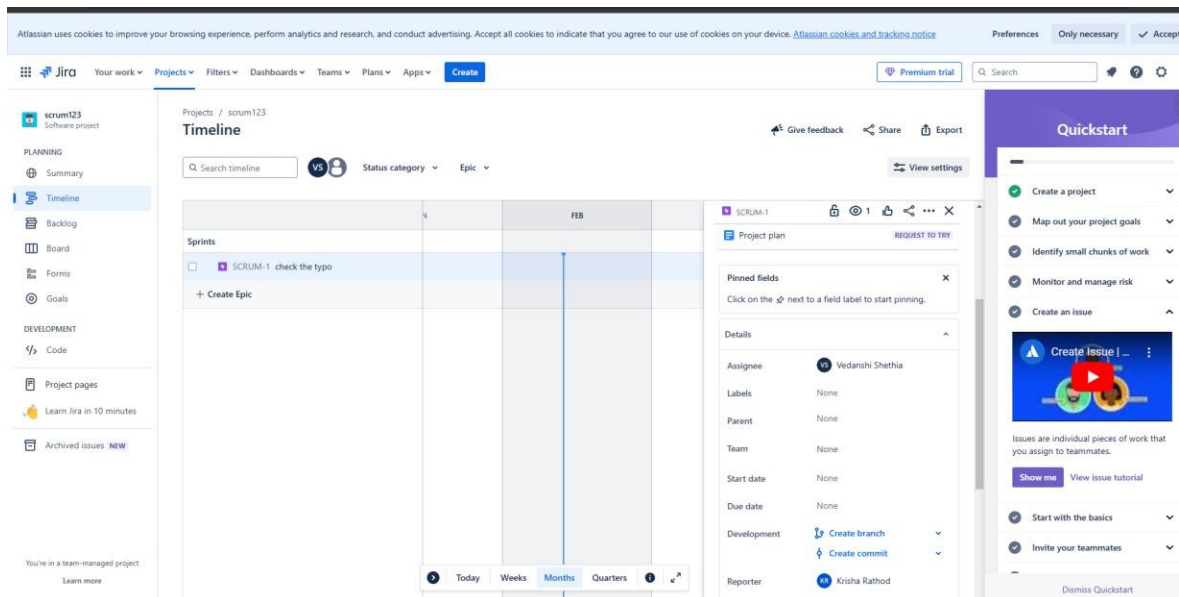 Atlassian uses cookies to improve your browsing experience, perform analytics and research, and conduct advertising. Accept all cookies to indicate that you agree to our use of cookies on your device. Atlassian cookies and tracking notice
Preferences
Only necessary
Accept
Jira
Your work
Projects
Filters
Dashboards
Teams
Plans
Apps
Create
Premium trial
Search
scrum123
Software project
PLANNING
Summary
Timeline
Backlog
Board
Forms
Goals
DEVELOPMENT
Code
Project pages
Learn Jira in 10 minutes
Archived issues NEW
You're in a team-managed project
Learn more
Projects / scrum123
Timeline
Give feedback
Share
Export
Search timeline
VS
Status category
Epic
View settings
FEB
Sprints
SCRUM-1 check the typo
+ Create Epic
Today
Weeks
Months
Quarters
SCRUM-1
1
Project plan
REQUEST TO TRY
Pinned fields
Click on the next to a field label to start pinning.
Details
Assignee
VS Vedanshi Shethia
Labels
None
Parent
None
Team
None
Start date
None
Due date
None
Development
Create branch
Create commit
Reporter
KR Krisha Rathod
Quickstart
Create a project
Map out your project goals
Identify small chunks of work
Monitor and manage risk
Create an issue
Create Issue | ...
Issues are individual pieces of work that
you assign to teammates.
Show me
View issue tutorial
Start with the basics
Invite your teammates
Dismiss Quickstart